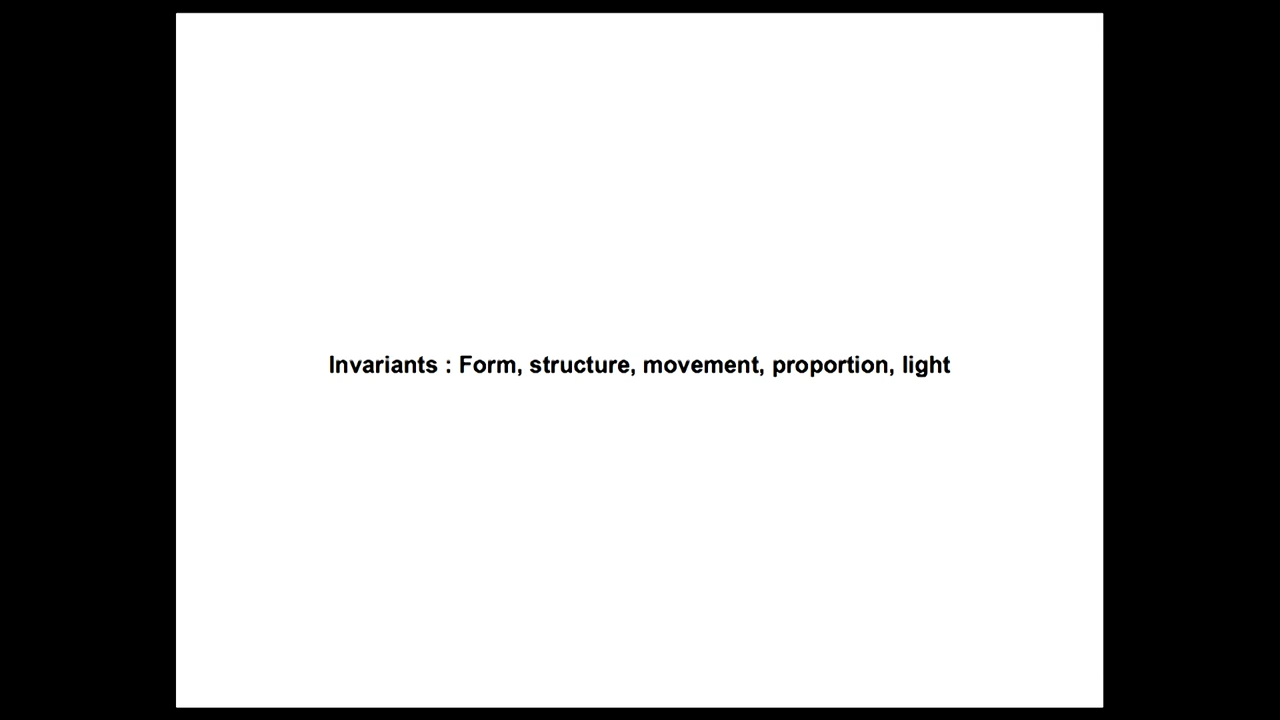 Invariants : Form, structure, movement, proportion, light